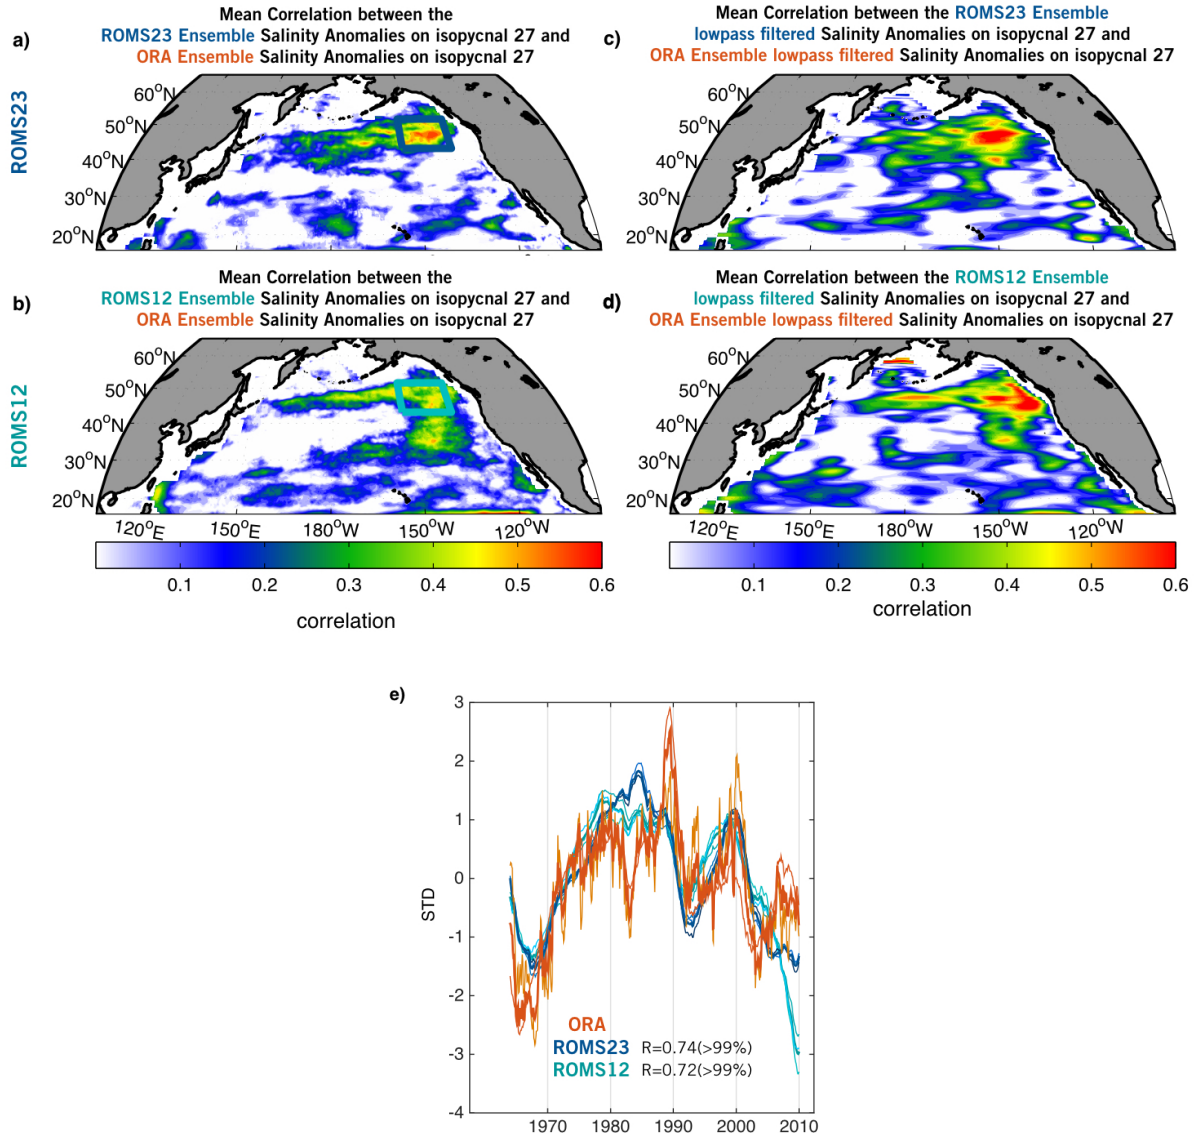 a)
Mean Correlation between the
ROMS23 Ensemble Salinity Anomalies on isopycnal 27 and
ORA Ensemble Salinity Anomalies on isopycnal 27
ROMS23
60°N
50°N
40°N
30°N
20°N
c)
Mean Correlation between the ROMS23 Ensemble
lowpass filtered Salinity Anomalies on isopycnal 27 and
ORA Ensemble lowpass filtered Salinity Anomalies on isopycnal 27
60°N
50°N
40°N
30°N
20°N
b)
Mean Correlation between the
ROMS12 Ensemble Salinity Anomalies on isopycnal 27 and
ORA Ensemble Salinity Anomalies on isopycnal 27
ROMS12
60°N
50°N
40°N
30°N
20°N
120°E 150°E 180°W 150°W 120°W
0.1 0.2 0.3 0.4 0.5 0.6
correlation
d)
Mean Correlation between the ROMS12 Ensemble
lowpass filtered Salinity Anomalies on isopycnal 27 and
ORA Ensemble lowpass filtered Salinity Anomalies on isopycnal 27
60°N
50°N
40°N
30°N
20°N
120°E 150°E 180°W 150°W 120°W
0.1 0.2 0.3 0.4 0.5 0.6
correlation
e)
STD
3
2
1
0
-1
-2
-3
-4
ORA
ROMS23 R=0.74(>99%)
ROMS12 R=0.72(>99%)
1970 1980 1990 2000 2010